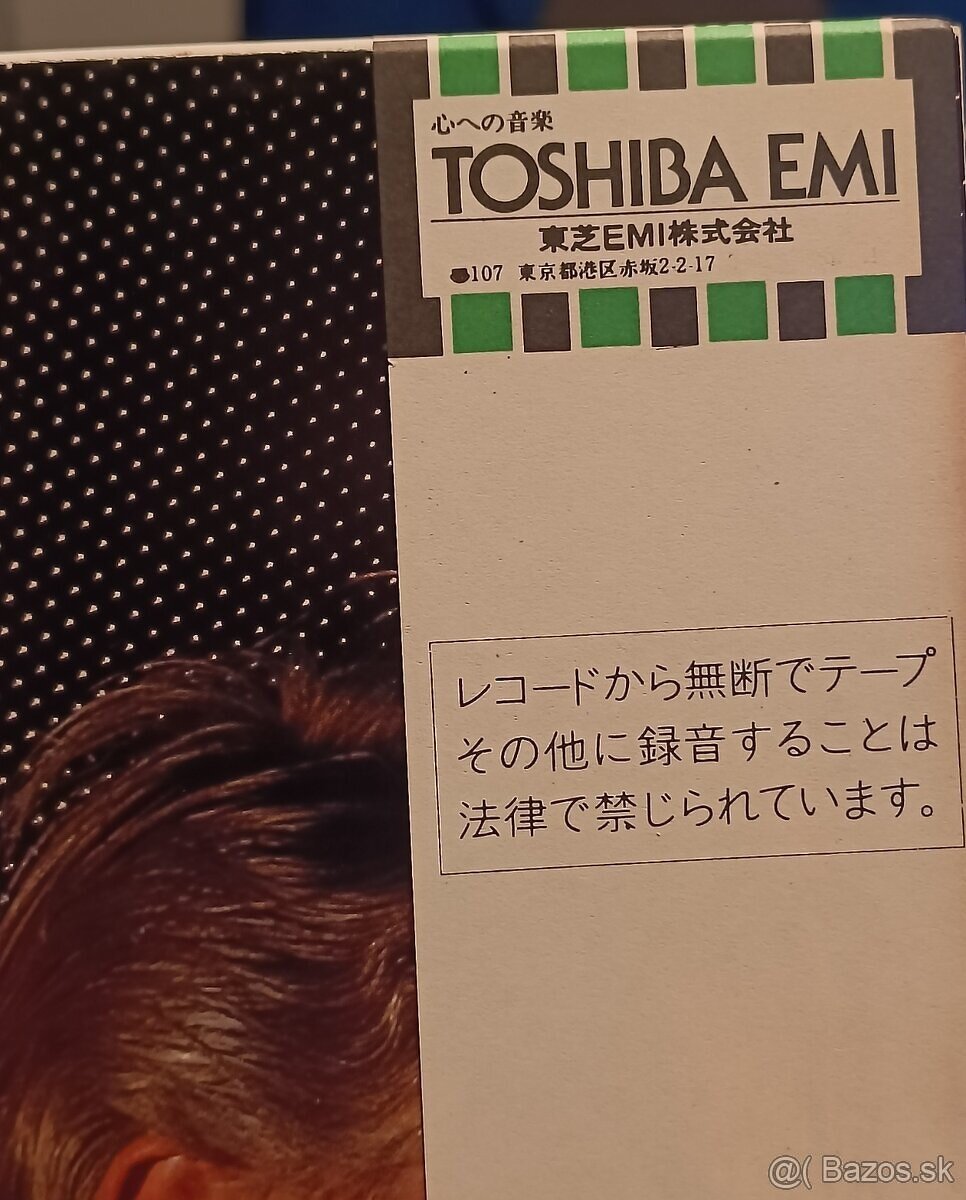 心への音楽
TOSHIBA EMI
東芝EMI株式会社
●107 東京都港区赤坂2-2-17
レコードから無断でテープ
その他に録音することは
法律で禁じられています。
@( Bazos.sk